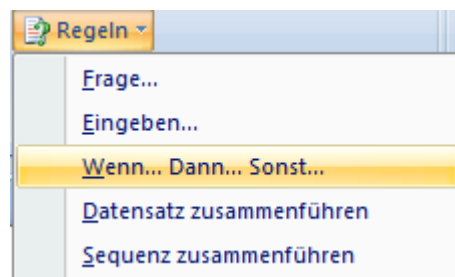 Regeln
Frage...
Eingeben...
Wenn... Dann... Sonst...
Datensatz zusammenführen
Sequenz zusammenführen